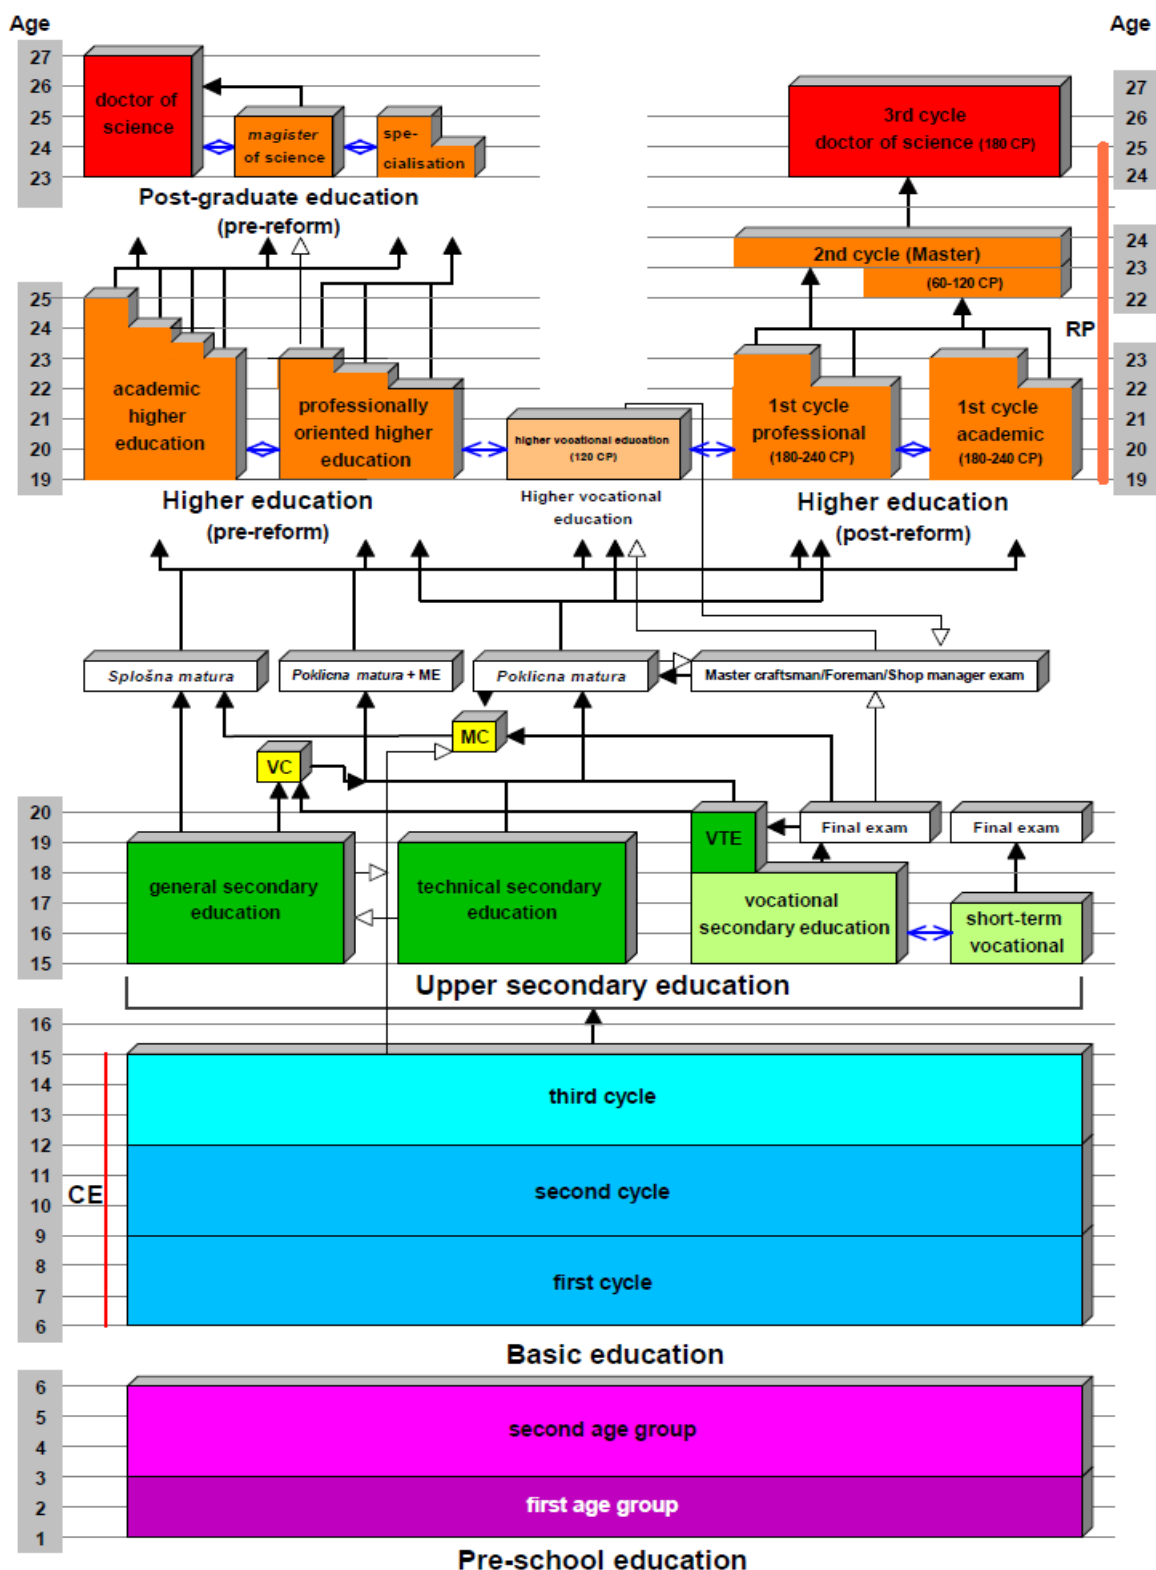 Age
Age
27
26
25
24
23
doctor of
science
magister
of science
spe-
cialisation
Post-graduate education
(pre-reform)
27
26
25
24
3rd cycle
doctor of science (180 CP)
24
23
22
2nd cycle (Master)
(60-120 CP)
RP
25
24
23
22
21
20
19
academic
higher
education
professionally
oriented higher
education
higher vocational education
(120 CP)
1st cycle
professional
(180-240 CP)
1st cycle
academic
(180-240 CP)
23
22
21
20
19
Higher education
(pre-reform)
Higher vocational
education
Higher education
(post-reform)
Splošna matura
Poklicna matura + ME
Poklicna matura
Master craftsman/Foreman/Shop manager exam
MC
VC
20
19
18
17
16
15
general secondary
education
technical secondary
education
VTE
Final exam
Final exam
vocational
secondary education
short-term
vocational
Upper secondary education
16
15
14
13
12
11
10
9
8
7
6
CE
third cycle
second cycle
first cycle
Basic education
6
5
4
3
2
1
second age group
first age group
Pre-school education